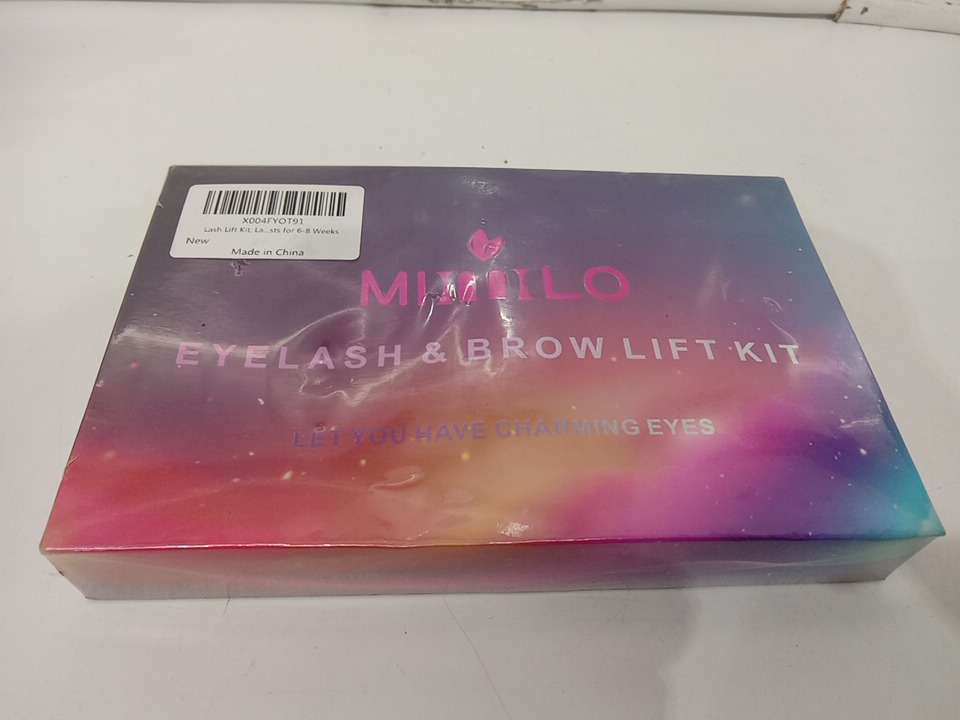 X004FYOT91
Lash Lift Kit, La...sts for 6-8 Weeks
New
Made in China
EYELASH & BROW LIFT KIT
LET YOU HAVE CHARMING EYES